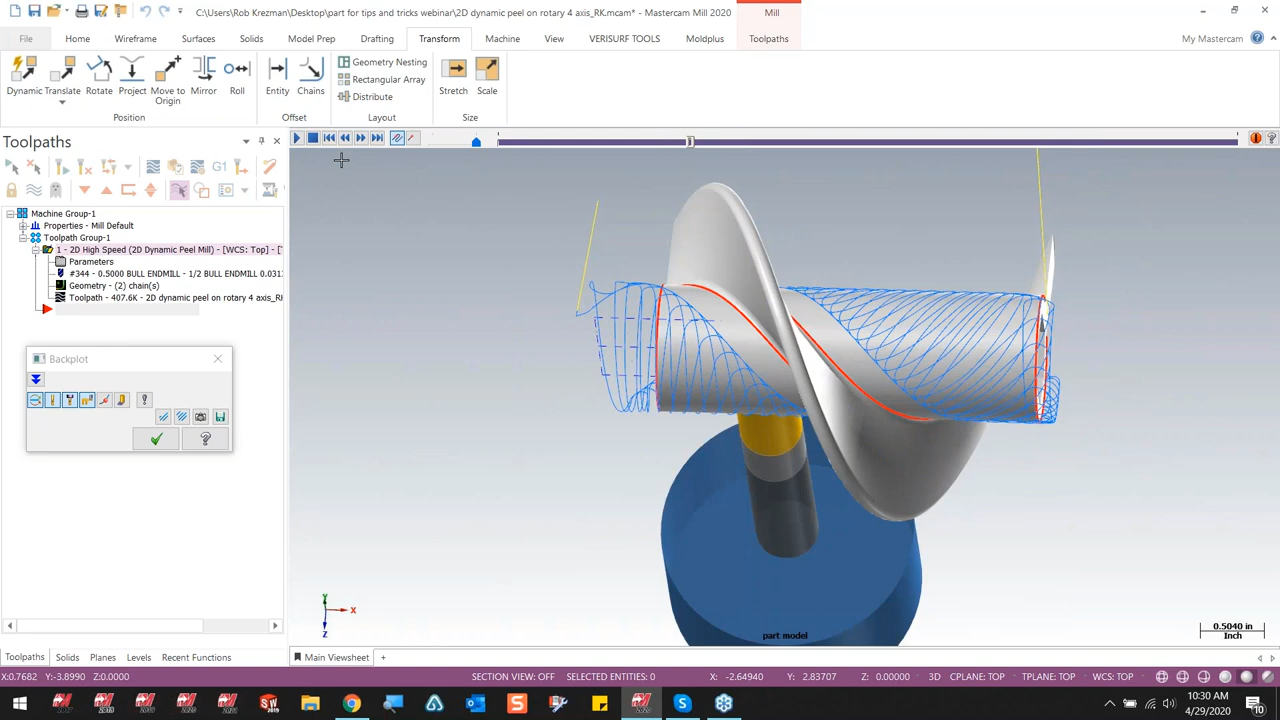 C:\Users\Rob Krezman\Desktop\part for tips and tricks webinar\2D dynamic peel on rotary 4 axis_RK.mcam* - Mastercam Mill 2020
Mill
File
Home
Wireframe
Surfaces
Solids
Model Prep
Drafting
Transform
Machine
View
VERISURF TOOLS
Moldplus
Toolpaths
My Mastercam
Dynamic
Translate
Rotate
Project
Move to
Origin
Mirror
Roll
Entity
Chains
Geometry Nesting
Rectangular Array
Distribute
Stretch
Scale
Position
Offset
Layout
Size
Toolpaths
G1
Machine Group-1
Properties - Mill Default
Toolpath Group-1
1 - 2D High Speed (2D Dynamic Peel Mill) - [WCS: Top] - [
Parameters
#344 - 0.5000 BULL ENDMILL - 1/2 BULL ENDMILL 0.031
Geometry - (2) chain(s)
Toolpath - 407.6K - 2D dynamic peel on rotary 4 axis_RK
Backplot
part model
Y
X
Z
0.5040 in
Inch
Toolpaths
Solids
Planes
Levels
Recent Functions
Main Viewsheet
+
X:0.7682 Y:-3.8990 Z:0.0000
SECTION VIEW: OFF
SELECTED ENTITIES: 0
X: -2.64940
Y: 2.83707
Z: 0.00000
3D
CPLANE: TOP
TPLANE: TOP
WCS: TOP
10:30 AM
4/29/2020